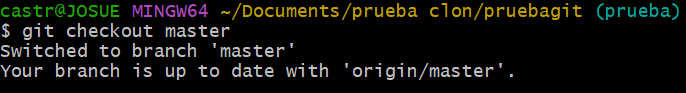 castr@JOSUE MINGW64 ~/Documents/prueba clon/pruebagit (prueba)
$ git checkout master
Switched to branch 'master'
Your branch is up to date with 'origin/master'.